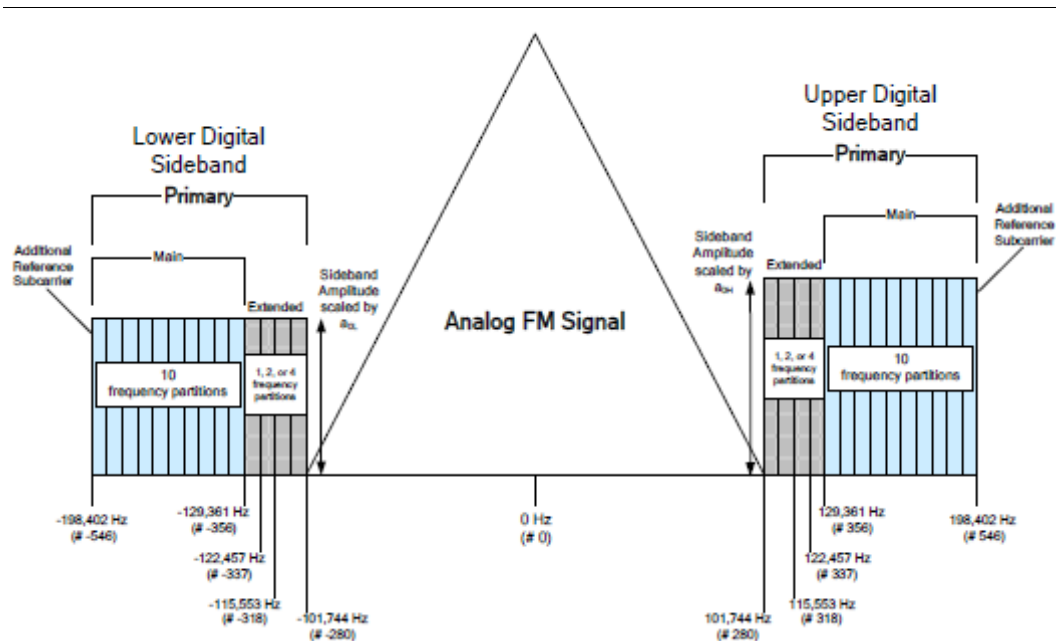 Lower Digital
Sideband
Primary
Upper Digital
Sideband
Primary
Additional
Reference
Subcarrier
Main
Extended
Sideband
Amplitude
scaled by
a0L
10
frequency partitions
1, 2, or 4
frequency
partitions
Analog FM Signal
Sideband
Amplitude
scaled by
a0H
Extended
Main
Additional
Reference
Subcarrier
1, 2, or 4
frequency
partitions
10
frequency partitions
-198,402 Hz
(# -546)
-129,361 Hz
(# -356)
-122,457 Hz
(# -337)
-115,553 Hz
(# -318)
-101,744 Hz
(# -280)
0 Hz
(# 0)
101,744 Hz
(# 280)
115,553 Hz
(# 318)
122,457 Hz
(# 337)
129,361 Hz
(# 356)
198,402 Hz
(# 546)